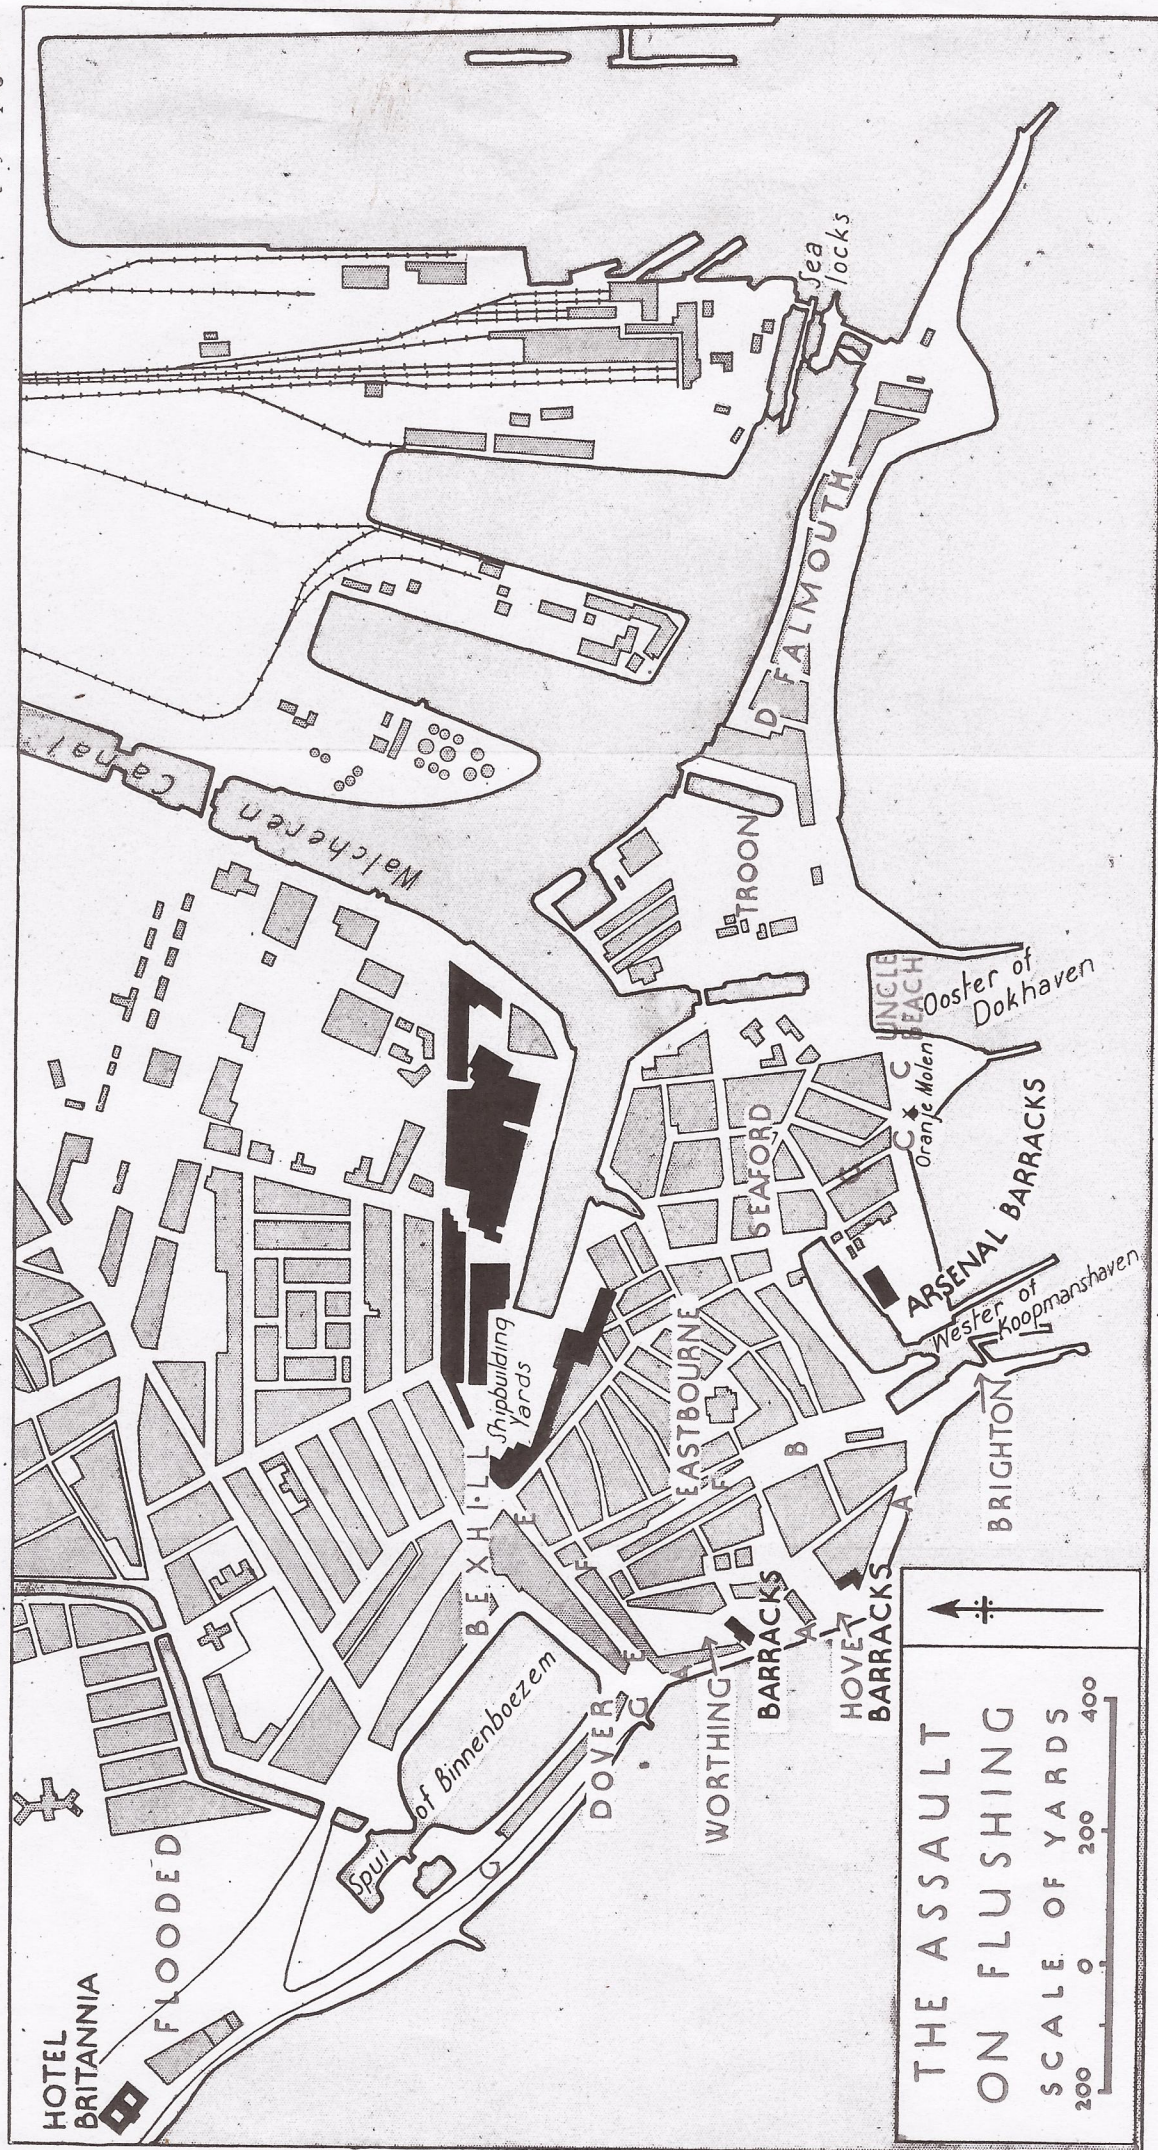 HOTEL
BRITANNIA
FLOODED
Spui
of Binnenboezem
Canal
Walcheren
BEXHILL
Shipbuilding
Yards
Sea
locks
D
FALMOUTH
TROON
SEAFORD
EASTBOURNE
E
F
F
E
G
G
B
A
A
A
C
C
C
UNCLE
BEACH
Oranje Molen
Ooster of
Dokhaven
ARSENAL BARRACKS
Wester of
Koopmanshaven
BRIGHTON
DOVER
WORTHING
BARRACKS
HOVE
BARRACKS
THE ASSAULT
ON FLUSHING
SCALE OF YARDS
200 0 200 400